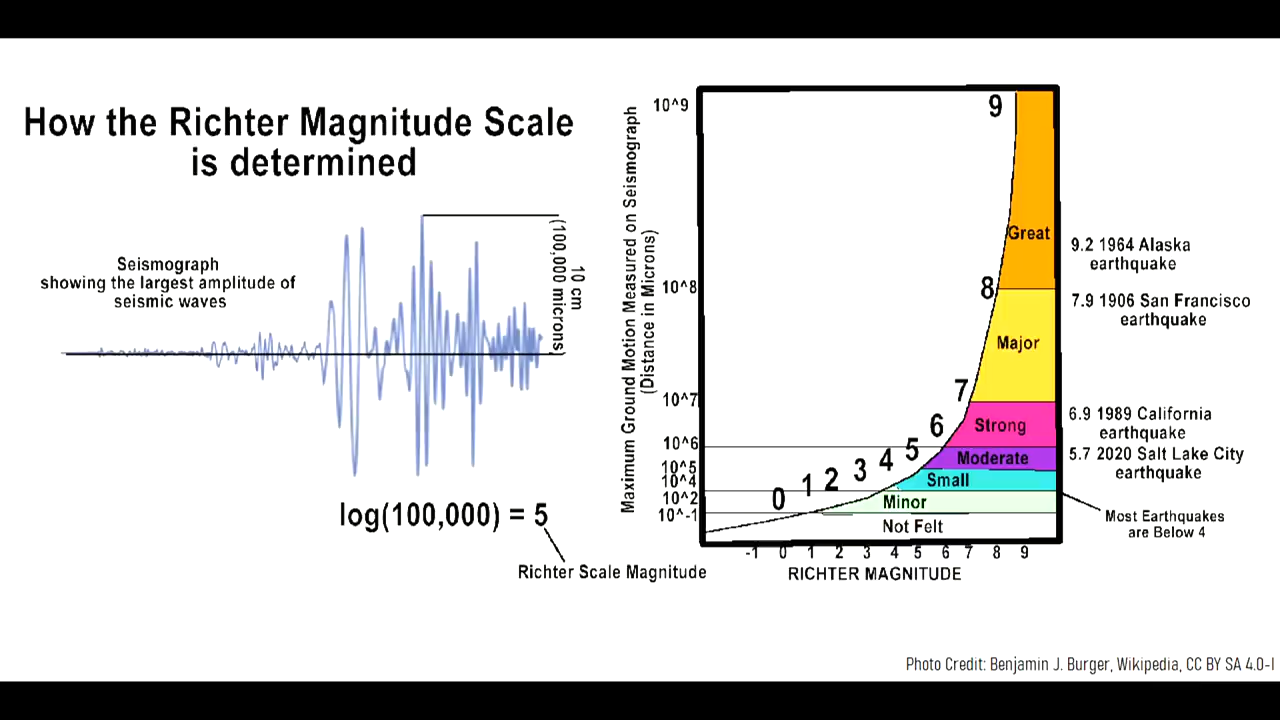 How the Richter Magnitude Scale
is determined
Seismograph
showing the largest amplitude of
seismic waves
10 cm
(100,000 microns)
log(100,000) = 5
Richter Scale Magnitude
Maximum Ground Motion Measured on Seismograph
(Distance in Microns)
10^9
10^8
10^7
10^6
10^5
10^4
10^2
10^-1
0
1
2
3
4
5
6
7
8
9
Great
Major
Strong
Moderate
Small
Minor
Not Felt
-1 0 1 2 3 4 5 6 7 8 9
RICHTER MAGNITUDE
9.2 1964 Alaska
earthquake
7.9 1906 San Francisco
earthquake
6.9 1989 California
earthquake
5.7 2020 Salt Lake City
earthquake
Most Earthquakes
are Below 4
Photo Credit: Benjamin J. Burger, Wikipedia, CC BY SA 4.0-I